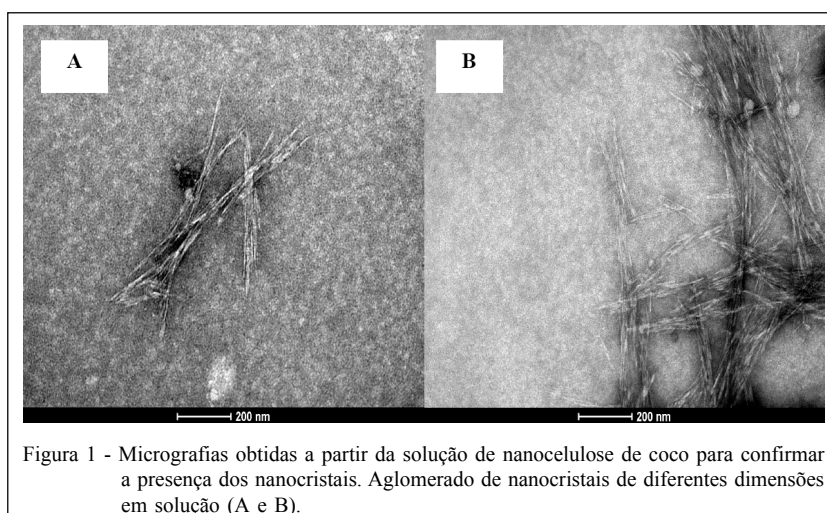 A
B
200 nm
200 nm
Figura 1 - Micrografias obtidas a partir da solução de nanocelulose de coco para confirmar
a presença dos nanocristais. Aglomerado de nanocristais de diferentes dimensões
em solução (A e B).